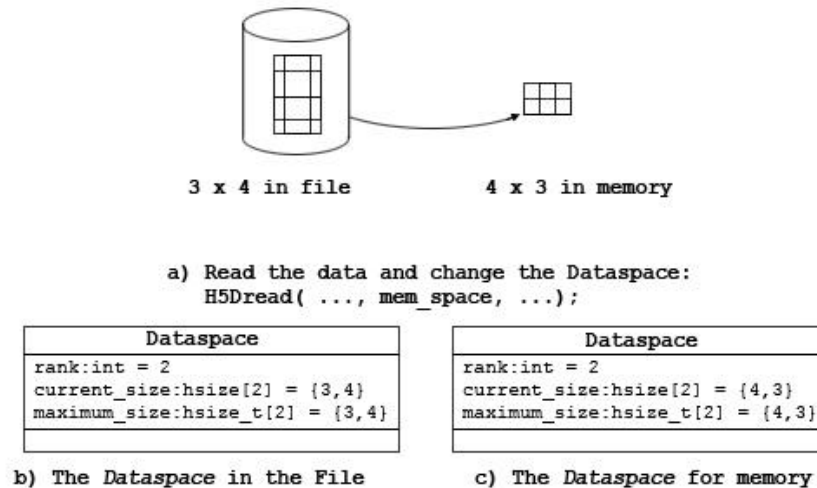 3 x 4 in file
4 x 3 in memory
a) Read the data and change the Dataspace:
H5Dread( ..., mem_space, ...);
Dataspace
rank:int = 2
current_size:hsize[2] = {3,4}
maximum_size:hsize_t[2] = {3,4}
Dataspace
rank:int = 2
current_size:hsize[2] = {4,3}
maximum_size:hsize_t[2] = {4,3}
b) The Dataspace in the File
c) The Dataspace for memory